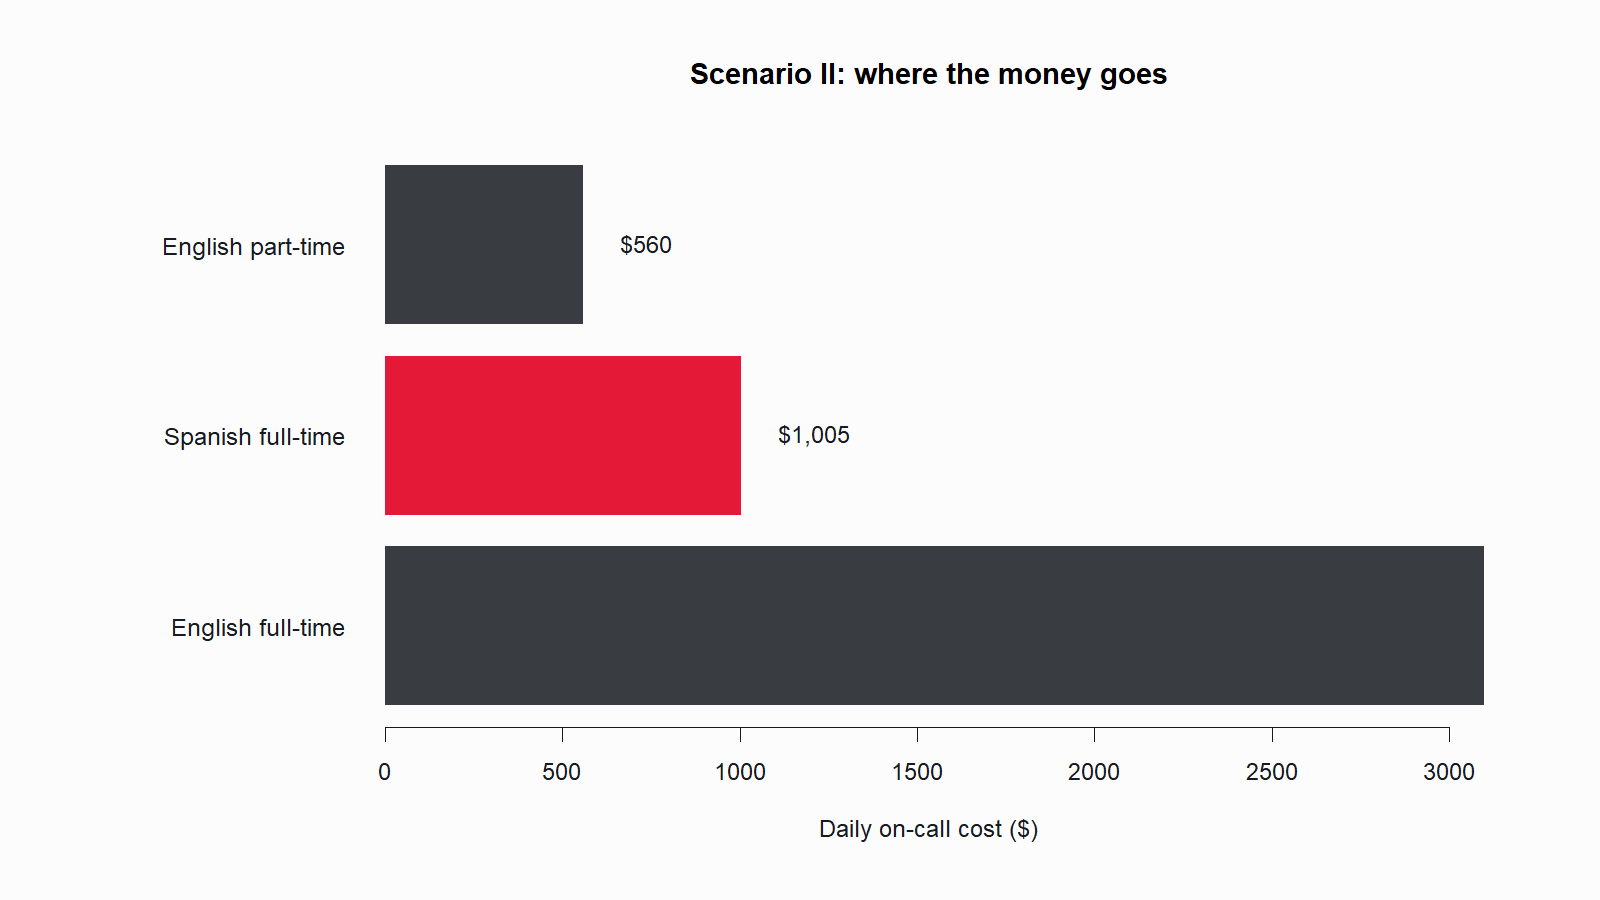 Scenario II: where the money goes
English part-time
$560
Spanish full-time
$1,005
English full-time
0 500 1000 1500 2000 2500 3000
Daily on-call cost ($)